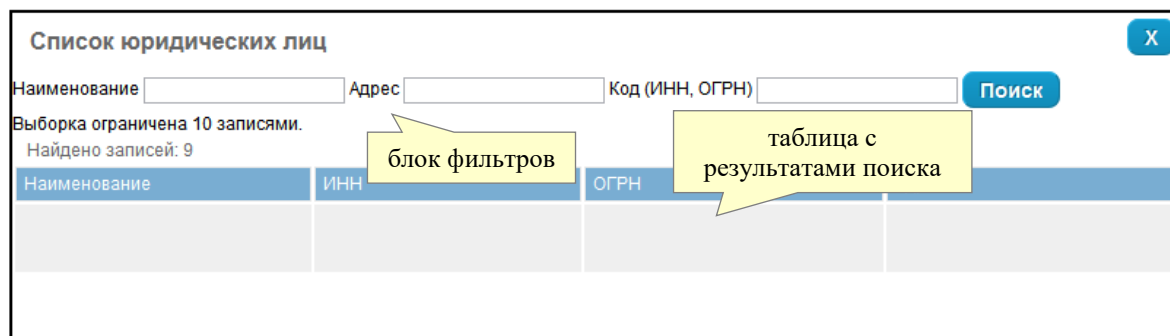 Список юридических лиц
X
Наименование Адрес Код (ИНН, ОГРН) Поиск
Выборка ограничена 10 записями.
Найдено записей: 9
блок фильтров
таблица с
результатами поиска
Наименование ИНН ОГРН